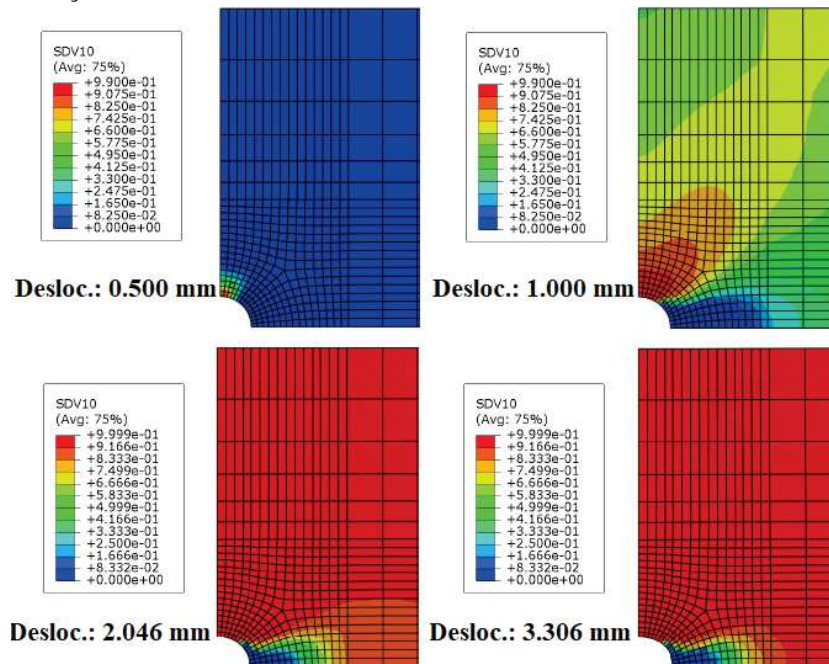 SDV10
(Avg: 75%)
+9.900e-01
+9.075e-01
+8.250e-01
+7.425e-01
+6.600e-01
+5.775e-01
+4.950e-01
+4.125e-01
+3.300e-01
+2.475e-01
+1.650e-01
+8.250e-02
+0.000e+00
Desloc.: 0.500 mm
SDV10
(Avg: 75%)
+9.900e-01
+9.075e-01
+8.250e-01
+7.425e-01
+6.600e-01
+5.775e-01
+4.950e-01
+4.125e-01
+3.300e-01
+2.475e-01
+1.650e-01
+8.250e-02
+0.000e+00
Desloc.: 1.000 mm
SDV10
(Avg: 75%)
+9.999e-01
+9.166e-01
+8.333e-01
+7.499e-01
+6.666e-01
+5.833e-01
+4.999e-01
+4.166e-01
+3.333e-01
+2.500e-01
+1.666e-01
+8.332e-02
+0.000e+00
Desloc.: 2.046 mm
SDV10
(Avg: 75%)
+9.999e-01
+9.166e-01
+8.333e-01
+7.499e-01
+6.666e-01
+5.833e-01
+4.999e-01
+4.166e-01
+3.333e-01
+2.500e-01
+1.666e-01
+8.332e-02
+0.000e+00
Desloc.: 3.306 mm